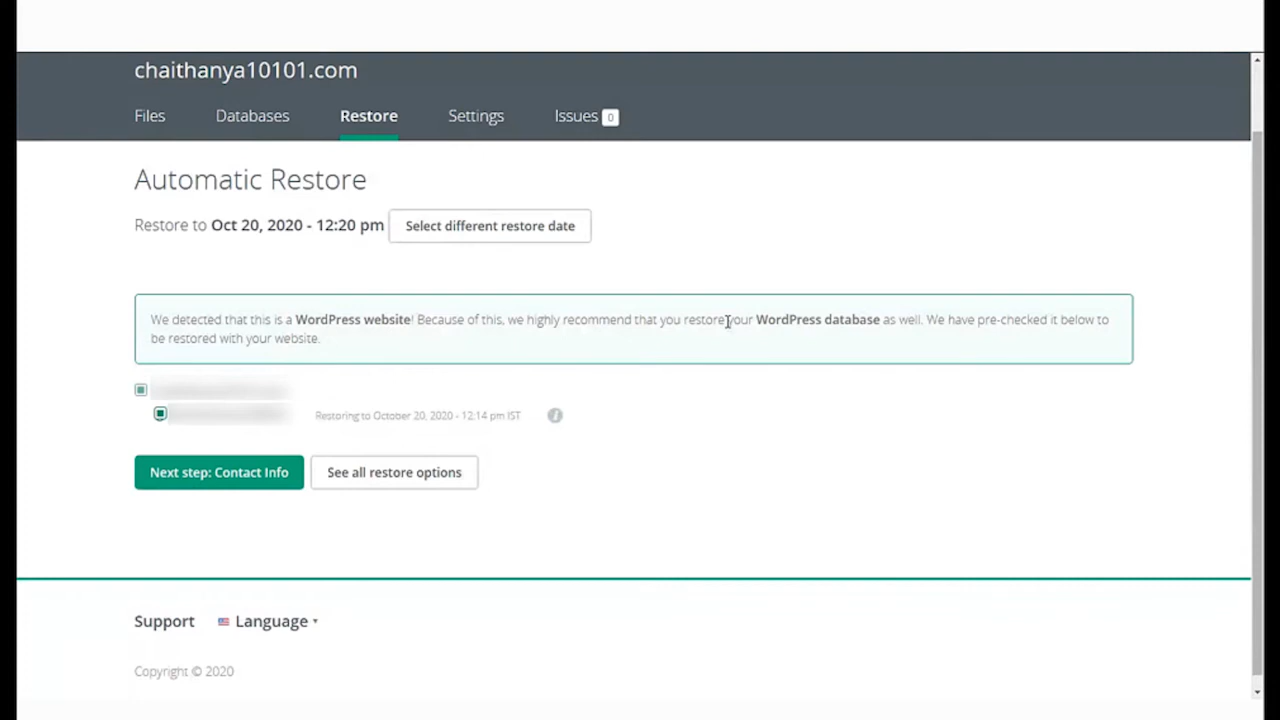 chaithanya10101.com
Files Databases Restore Settings Issues 0
Automatic Restore
Restore to Oct 20, 2020 - 12:20 pm Select different restore date
We detected that this is a WordPress website! Because of this, we highly recommend that you restore your WordPress database as well. We have pre-checked it below to
be restored with your website.
Restoring to October 20, 2020 - 12:14 pm IST i
Next step: Contact Info See all restore options
Support Language
Copyright © 2020